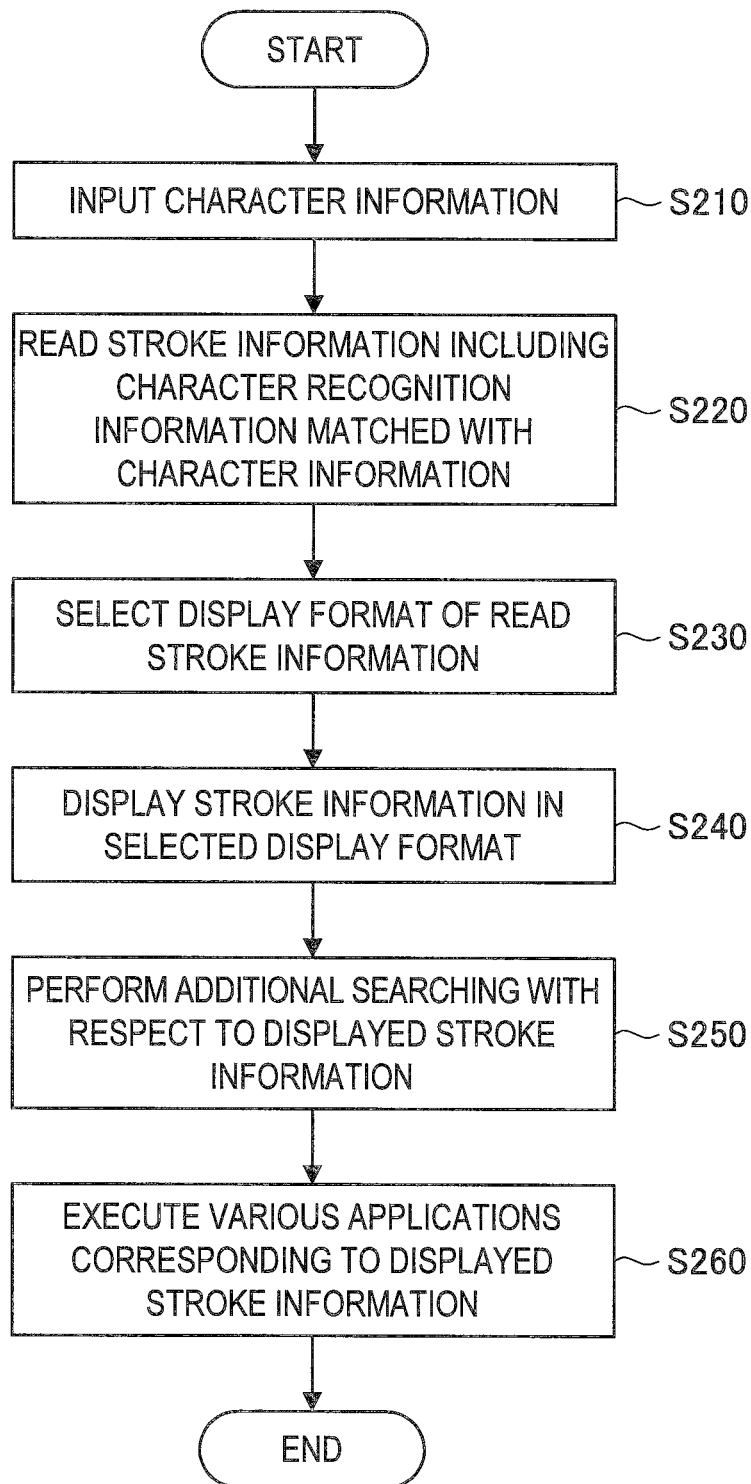 START
INPUT CHARACTER INFORMATION
S210
READ STROKE INFORMATION INCLUDING
CHARACTER RECOGNITION
INFORMATION MATCHED WITH
CHARACTER INFORMATION
S220
SELECT DISPLAY FORMAT OF READ
STROKE INFORMATION
S230
DISPLAY STROKE INFORMATION IN
SELECTED DISPLAY FORMAT
S240
PERFORM ADDITIONAL SEARCHING WITH
RESPECT TO DISPLAYED STROKE
INFORMATION
S250
EXECUTE VARIOUS APPLICATIONS
CORRESPONDING TO DISPLAYED
STROKE INFORMATION
S260
END